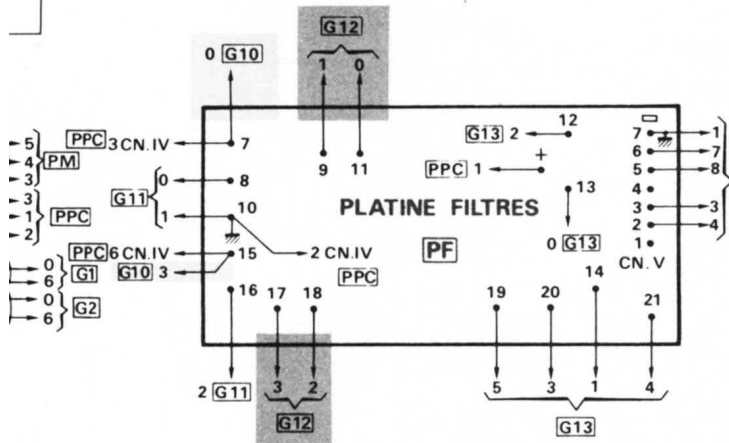 G12
0 G10
1 0
12
5
4
3
PM
PPC 3 CN.IV
7
9 11
G13 2
PPC 1
+
7
6
5
4
3
2
1
CN. V
1
7
8
3
4
G11
0
1
8
10
13
3
1
2
PPC
PLATINE FILTRES
PF
0 G13
PPC 6 CN.IV
15
G10 3
2 CN.IV
PPC
14
0
6
G1
0
6
G2
16
17 18
19 20 21
2 G11
3 2
G12
5 3 1 4
G13